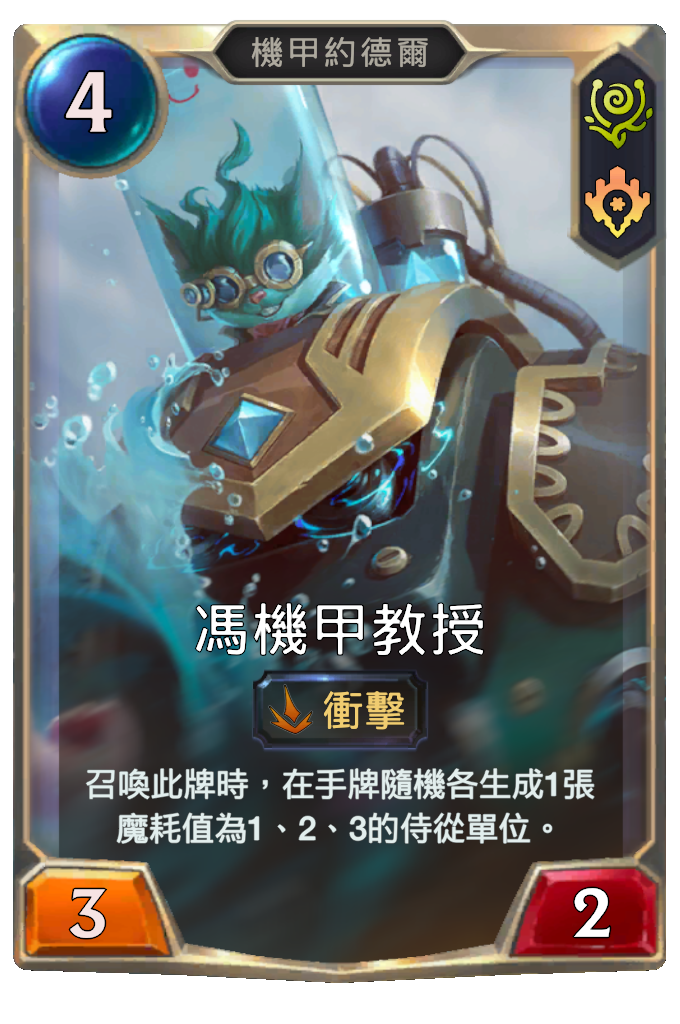 機甲約德爾
4
馮機甲教授
衝擊
召喚此牌時，在手牌隨機各生成1張
魔耗值為1、2、3的侍從單位。
3
2